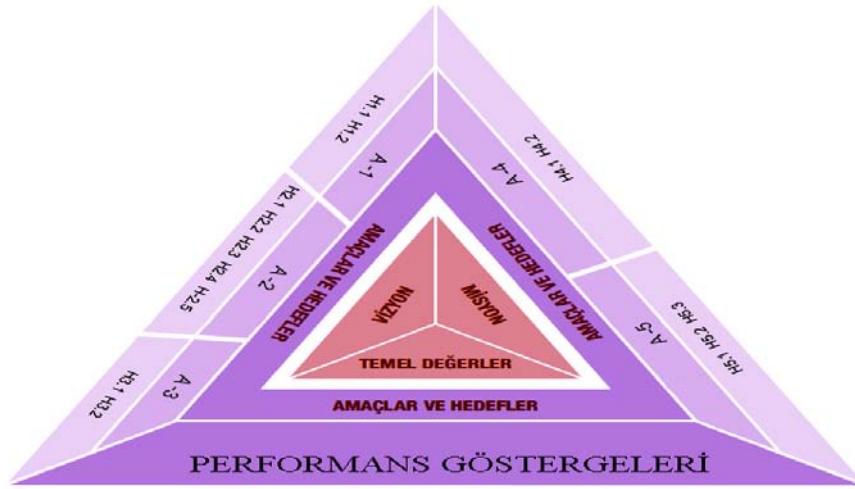 H1.1 H1.2
A-1
H4.1 H4.2
A-4
H2.1 H2.2 H2.3 H2.4 H-2.5
A-2
AMAÇLAR VE HEDEFLER
AMAÇLAR VE HEDEFLER
VİZYON
MİSYON
H5.1 H5.2 H5.3
A-5
H3.1 H3.2
A-3
TEMEL DEĞERLER
AMAÇLAR VE HEDEFLER
PERFORMANS GÖSTERGELERİ